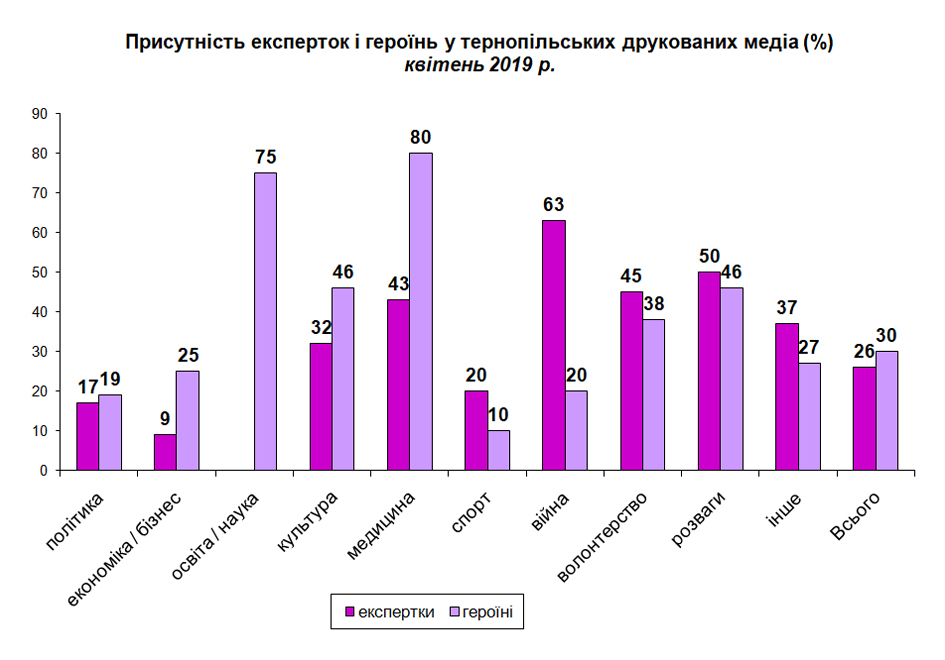 Присутність експерток і героїнь у тернопільських друкованих медіа (%)
квітень 2019 р.
90
80
70
60
50
40
30
20
10
0
17
19
9
25
75
32
46
43
80
20
10
63
20
45
38
50
46
37
27
26
30
політика
економіка / бізнес
освіта / наука
культура
медицина
спорт
війна
волонтерство
розваги
інше
Всього
експертки
героїні